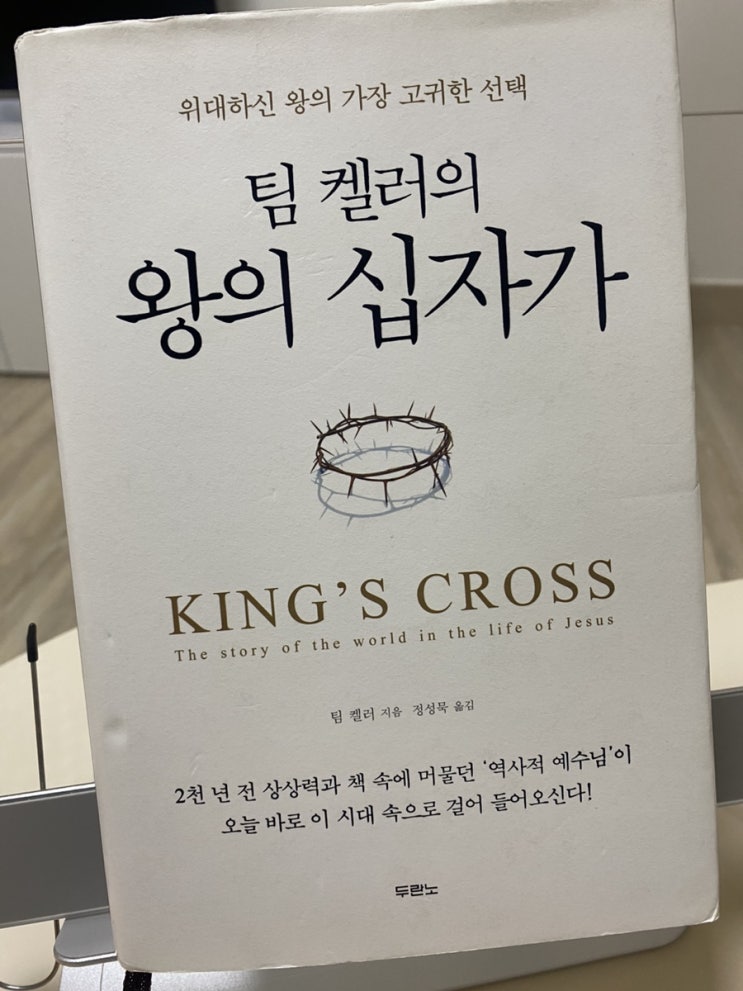 위대하신 왕의 가장 고귀한 선택
팀 켈러의
왕의 십자가
KING'S CROSS
The story of the world in the life of Jesus
팀 켈러 지음 정성묵 옮김
2천 년 전 상상력과 책 속에 머물던 '역사적 예수님'이
오늘 바로 이 시대 속으로 걸어 들어오신다!
두란노